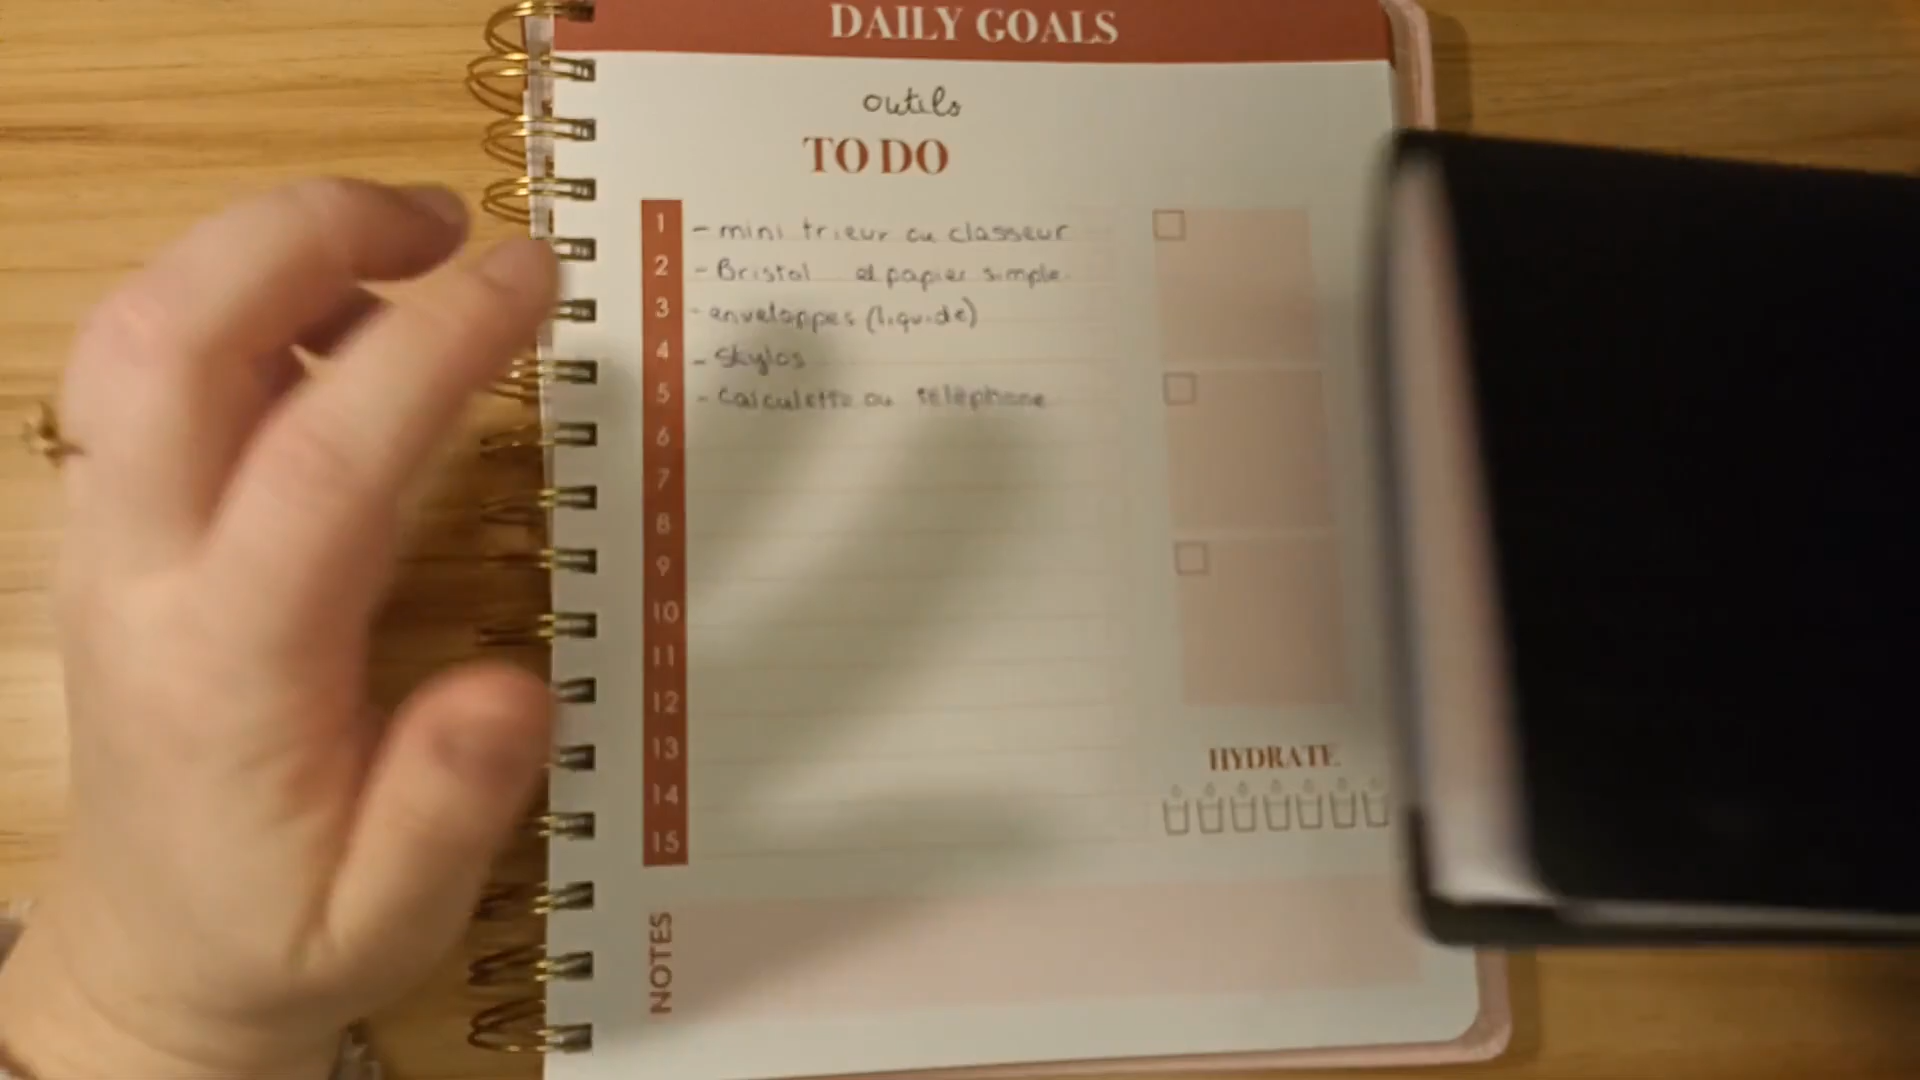 DAILY GOALS
outils
TO DO
1 - mini trieur ou classeur
2 - Bristol et papier simple.
3 - enveloppes (liquide)
4 - Stylos
5 - Calculette ou téléphone
6
7
8
9
10
11
12
13
14
15
HYDRATE
NOTES